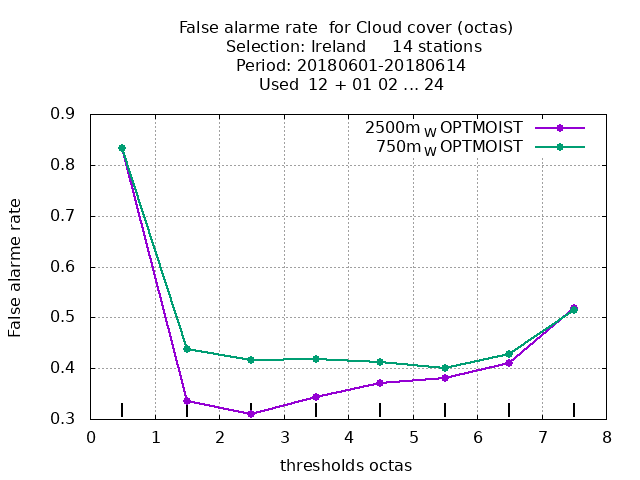 False alarme rate  for Cloud cover (octas)
Selection: Ireland     14 stations
Period: 20180601-20180614
Used  12 + 01 02 ... 24
2500m_W OPTMOIST
750m_W OPTMOIST
False alarme rate
0.9
0.8
0.7
0.6
0.5
0.4
0.3
0 1 2 3 4 5 6 7 8
thresholds octas